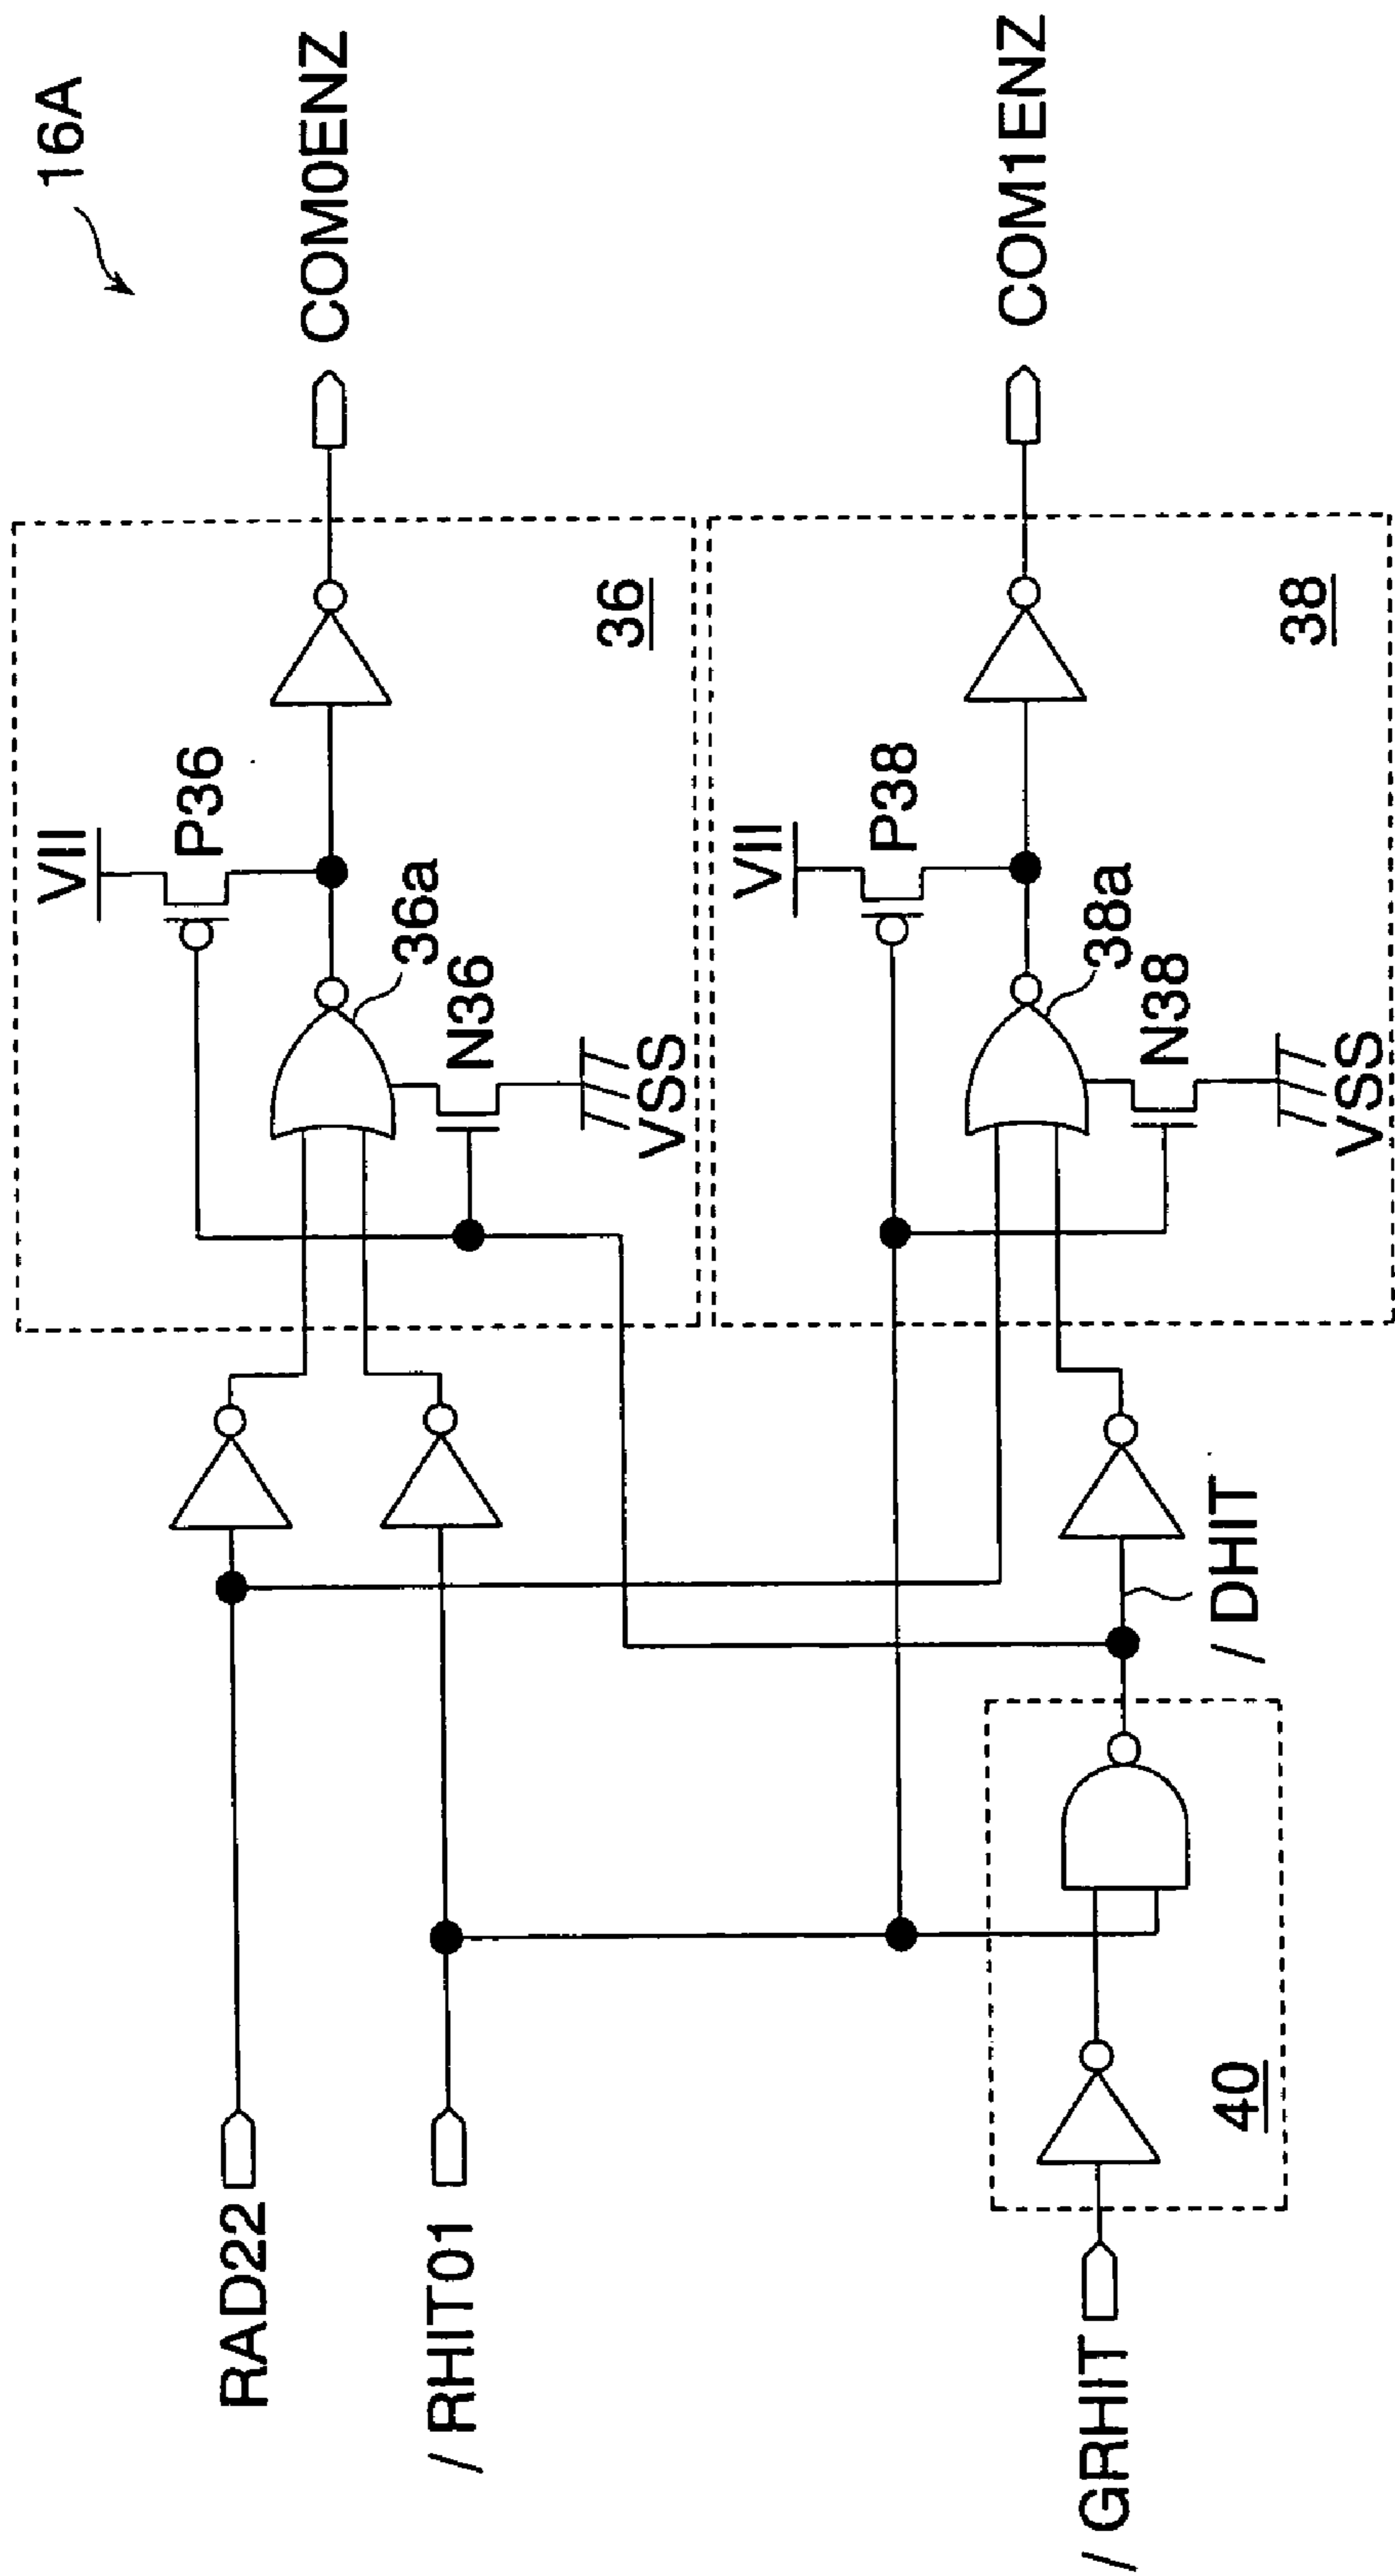 16A
COM0ENZ
COM1ENZ
VII
P36
36a
N36
VSS
36
VII
P38
38a
N38
VSS
38
RAD22
/ RHIT01
/ GRHIT
40
/ DHIT